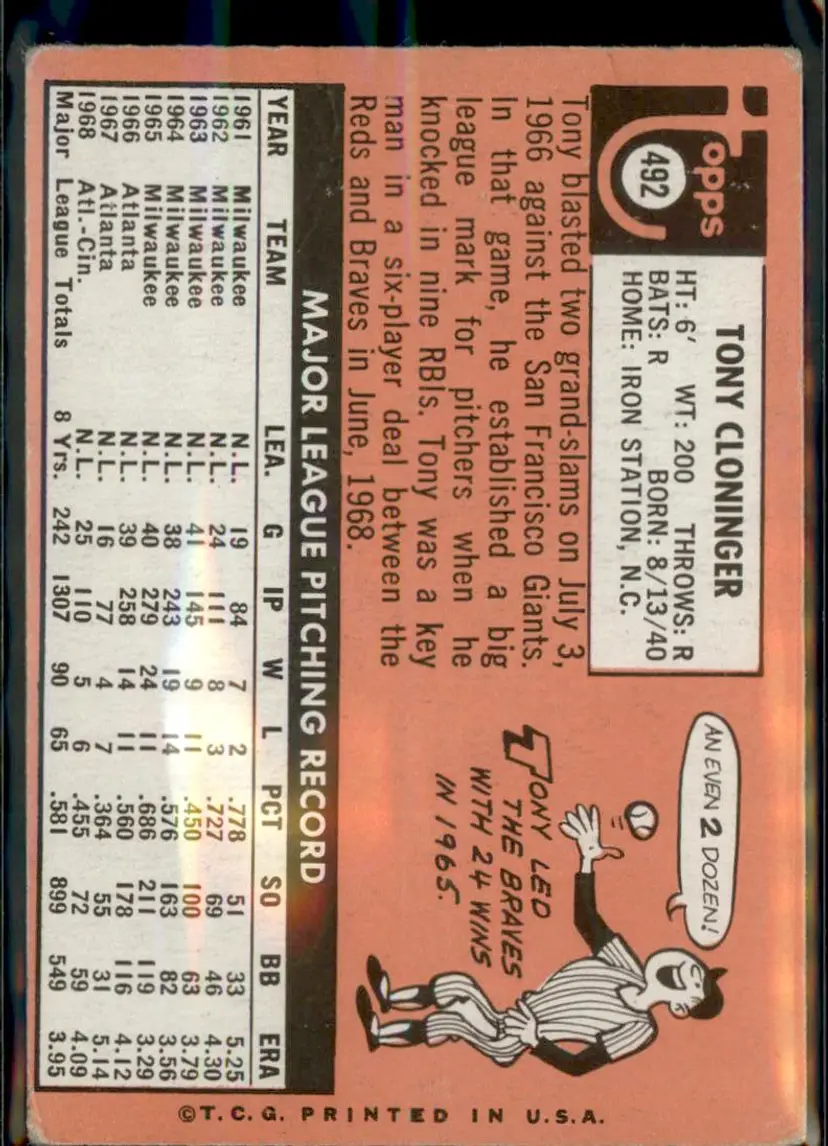 topps
492
TONY CLONINGER
HT: 6' WT: 200 THROWS: R
BATS: R BORN: 8/13/40
HOME: IRON STATION, N.C.
Tony blasted two grand-slams on July 3,
1966 against the San Francisco Giants.
In that game, he established a big
league mark for pitchers when he
knocked in nine RBIs. Tony was a key
man in a six-player deal between the
Reds and Braves in June, 1968.
AN EVEN 2 DOZEN!
TONY LED
THE BRAVES
WITH 24 WINS
IN 1965.
MAJOR LEAGUE PITCHING RECORD
YEAR TEAM LEA. G IP W L PCT SO BB ERA
1961 Milwaukee N.L. 19 84 7 2 .778 51 33 5.25
1962 Milwaukee N.L. 24 111 8 3 .727 69 46 4.30
1963 Milwaukee N.L. 41 145 9 11 .450 100 63 3.79
1964 Milwaukee N.L. 38 243 19 14 .576 163 82 3.56
1965 Milwaukee N.L. 40 279 24 11 .686 211 119 3.29
1966 Atlanta N.L. 39 258 14 11 .560 178 116 4.12
1967 Atlanta N.L. 16 77 4 7 .364 55 31 5.14
1968 Atl.-Cin. N.L. 25 110 5 6 .455 72 59 4.09
Major League Totals 8 Yrs. 242 1307 90 65 .581 899 549 3.95
©T.C.G. PRINTED IN U.S.A.